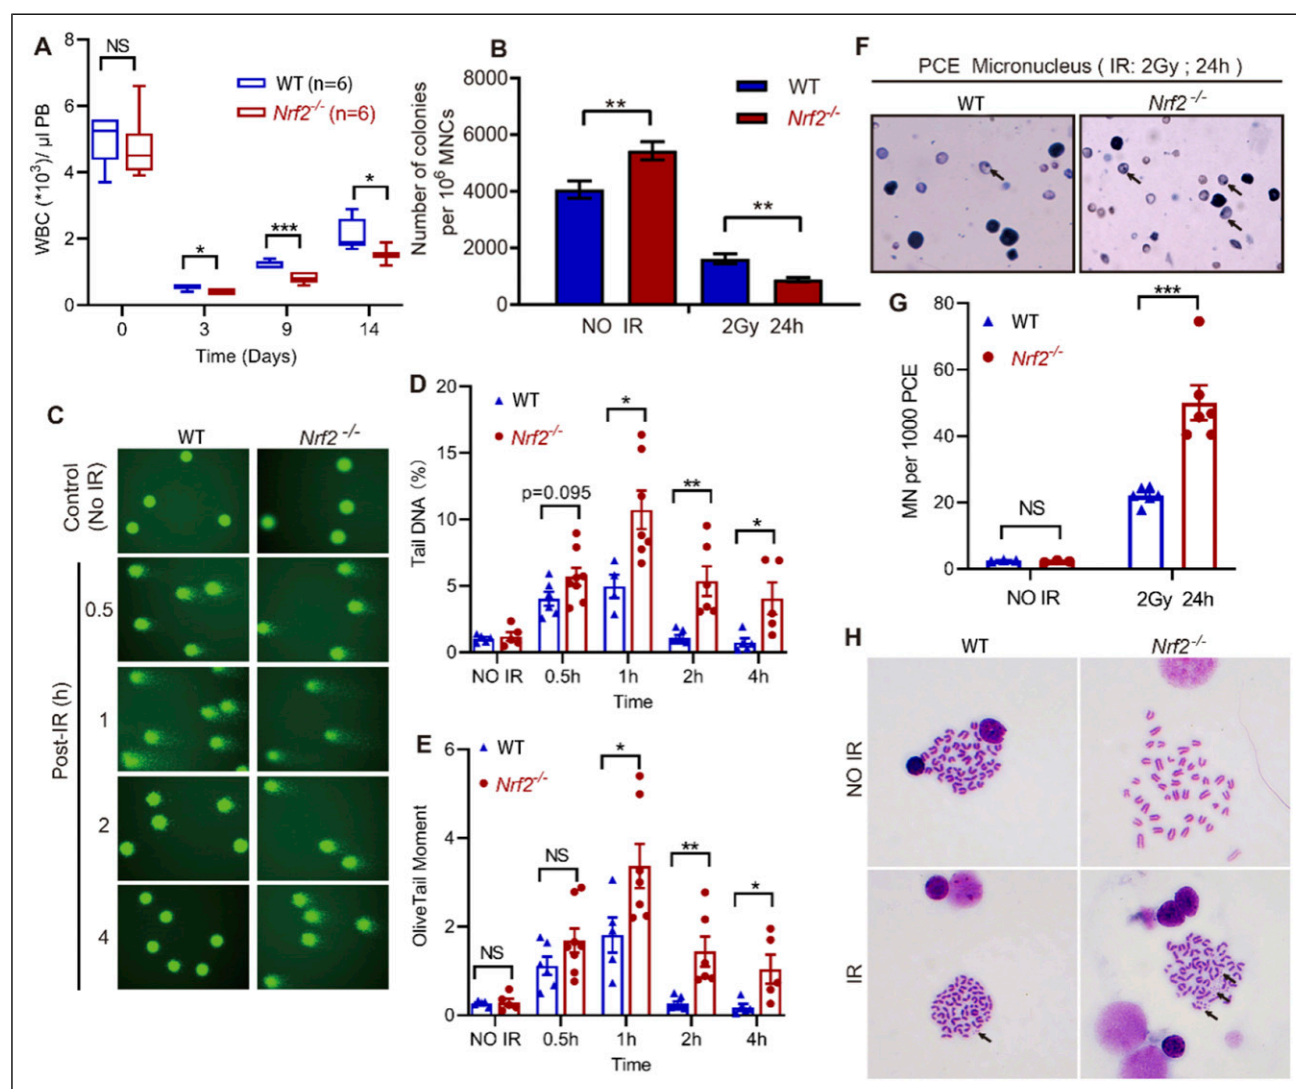 A
8
6
4
2
0
WBC (*10³)/ µl PB
NS
WT (n=6)
Nrf2⁻/⁻ (n=6)
*
***
*
0 3 9 14
Time (Days)
B
8000
6000
4000
2000
0
Number of colonies
per 10⁶ MNCs
WT
Nrf2⁻/⁻
**
**
NO IR 2Gy 24h
C
WT Nrf2⁻/⁻
Control
(No IR)
Post-IR (h)
0.5
1
2
4
D
20
15
10
5
0
Tail DNA (%)
WT
Nrf2⁻/⁻
p=0.095
*
**
*
NO IR 0.5h 1h 2h 4h
Time
E
6
4
2
0
OliveTail Moment
WT
Nrf2⁻/⁻
NS
NS
*
**
*
NO IR 0.5h 1h 2h 4h
Time
F
PCE Micronucleus ( IR: 2Gy ; 24h )
WT Nrf2⁻/⁻
G
80
60
40
20
0
MN per 1000 PCE
WT
Nrf2⁻/⁻
NS
***
NO IR 2Gy 24h
H
WT Nrf2⁻/⁻
NO IR
IR